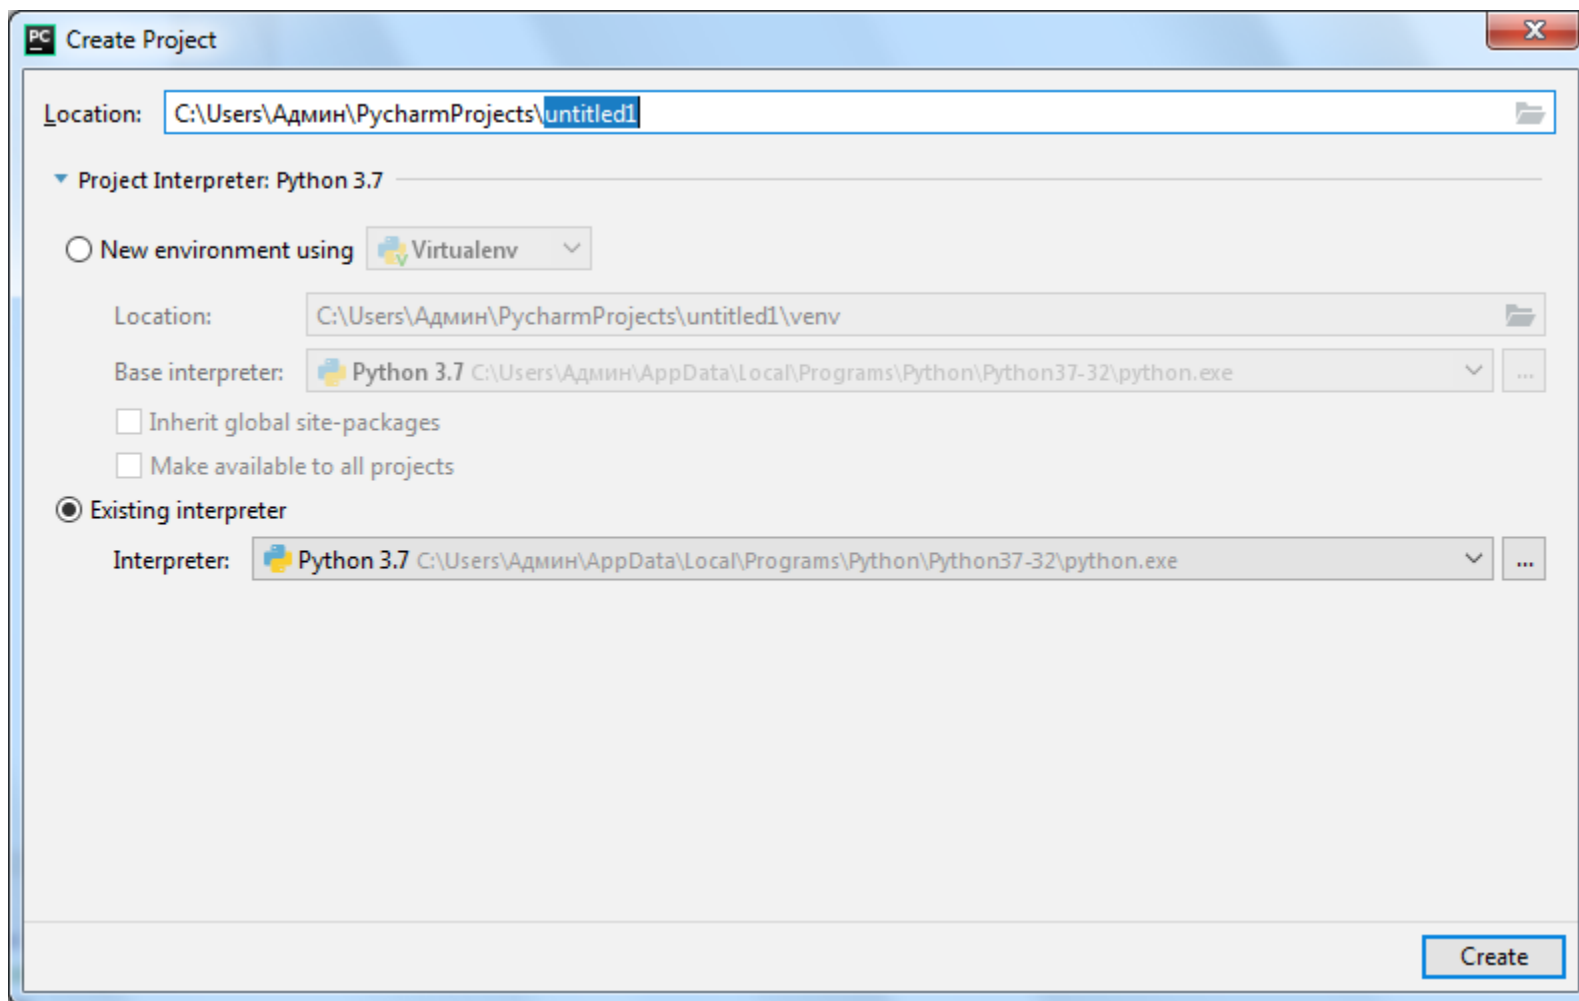 PC Create Project
Location: C:\Users\Админ\PycharmProjects\untitled1
Project Interpreter: Python 3.7
New environment using Virtualenv
Location: C:\Users\Админ\PycharmProjects\untitled1\venv
Base interpreter: Python 3.7 C:\Users\Админ\AppData\Local\Programs\Python\Python37-32\python.exe ...
Inherit global site-packages
Make available to all projects
Existing interpreter
Interpreter: Python 3.7 C:\Users\Админ\AppData\Local\Programs\Python\Python37-32\python.exe ...
Create